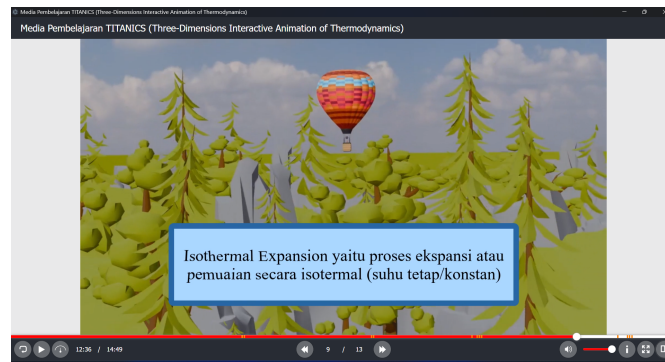 Media Pembelajaran TITANICS (Three-Dimensions Interactive Animation of Thermodynamics)
Media Pembelajaran TITANICS (Three-Dimensions Interactive Animation of Thermodynamics)
Isothermal Expansion yaitu proses ekspansi atau
pemuaian secara isotermal (suhu tetap/konstan)
12:36 / 14:49
9 / 13